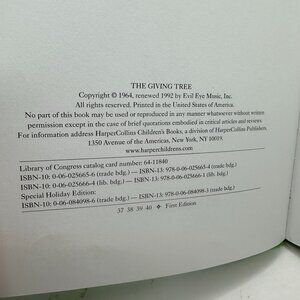 THE GIVING TREE
Copyright © 1964, renewed 1992 by Evil Eye Music, Inc.
All rights reserved. Printed in the United States of America.
No part of this book may be used or reproduced in any manner whatsoever without written
permission except in the case of brief quotations embodied in critical articles and reviews.
For information address HarperCollins Children's Books, a division of HarperCollins Publishers,
1350 Avenue of the Americas, New York, NY 10019.
www.harperchildrens.com
Library of Congress catalog card number: 64-11840
ISBN-10: 0-06-025665-6 (trade bdg.) — ISBN-13: 978-0-06-025665-4 (trade bdg.)
ISBN-10: 0-06-025666-4 (lib. bdg.) — ISBN-13: 978-0-06-025666-1 (lib. bdg.)
Special Holiday Edition:
ISBN-10: 0-06-084098-6 (trade bdg.) — ISBN-13: 978-0-06-084098-3 (trade bdg.)
37 38 39 40 ❖ First Edition